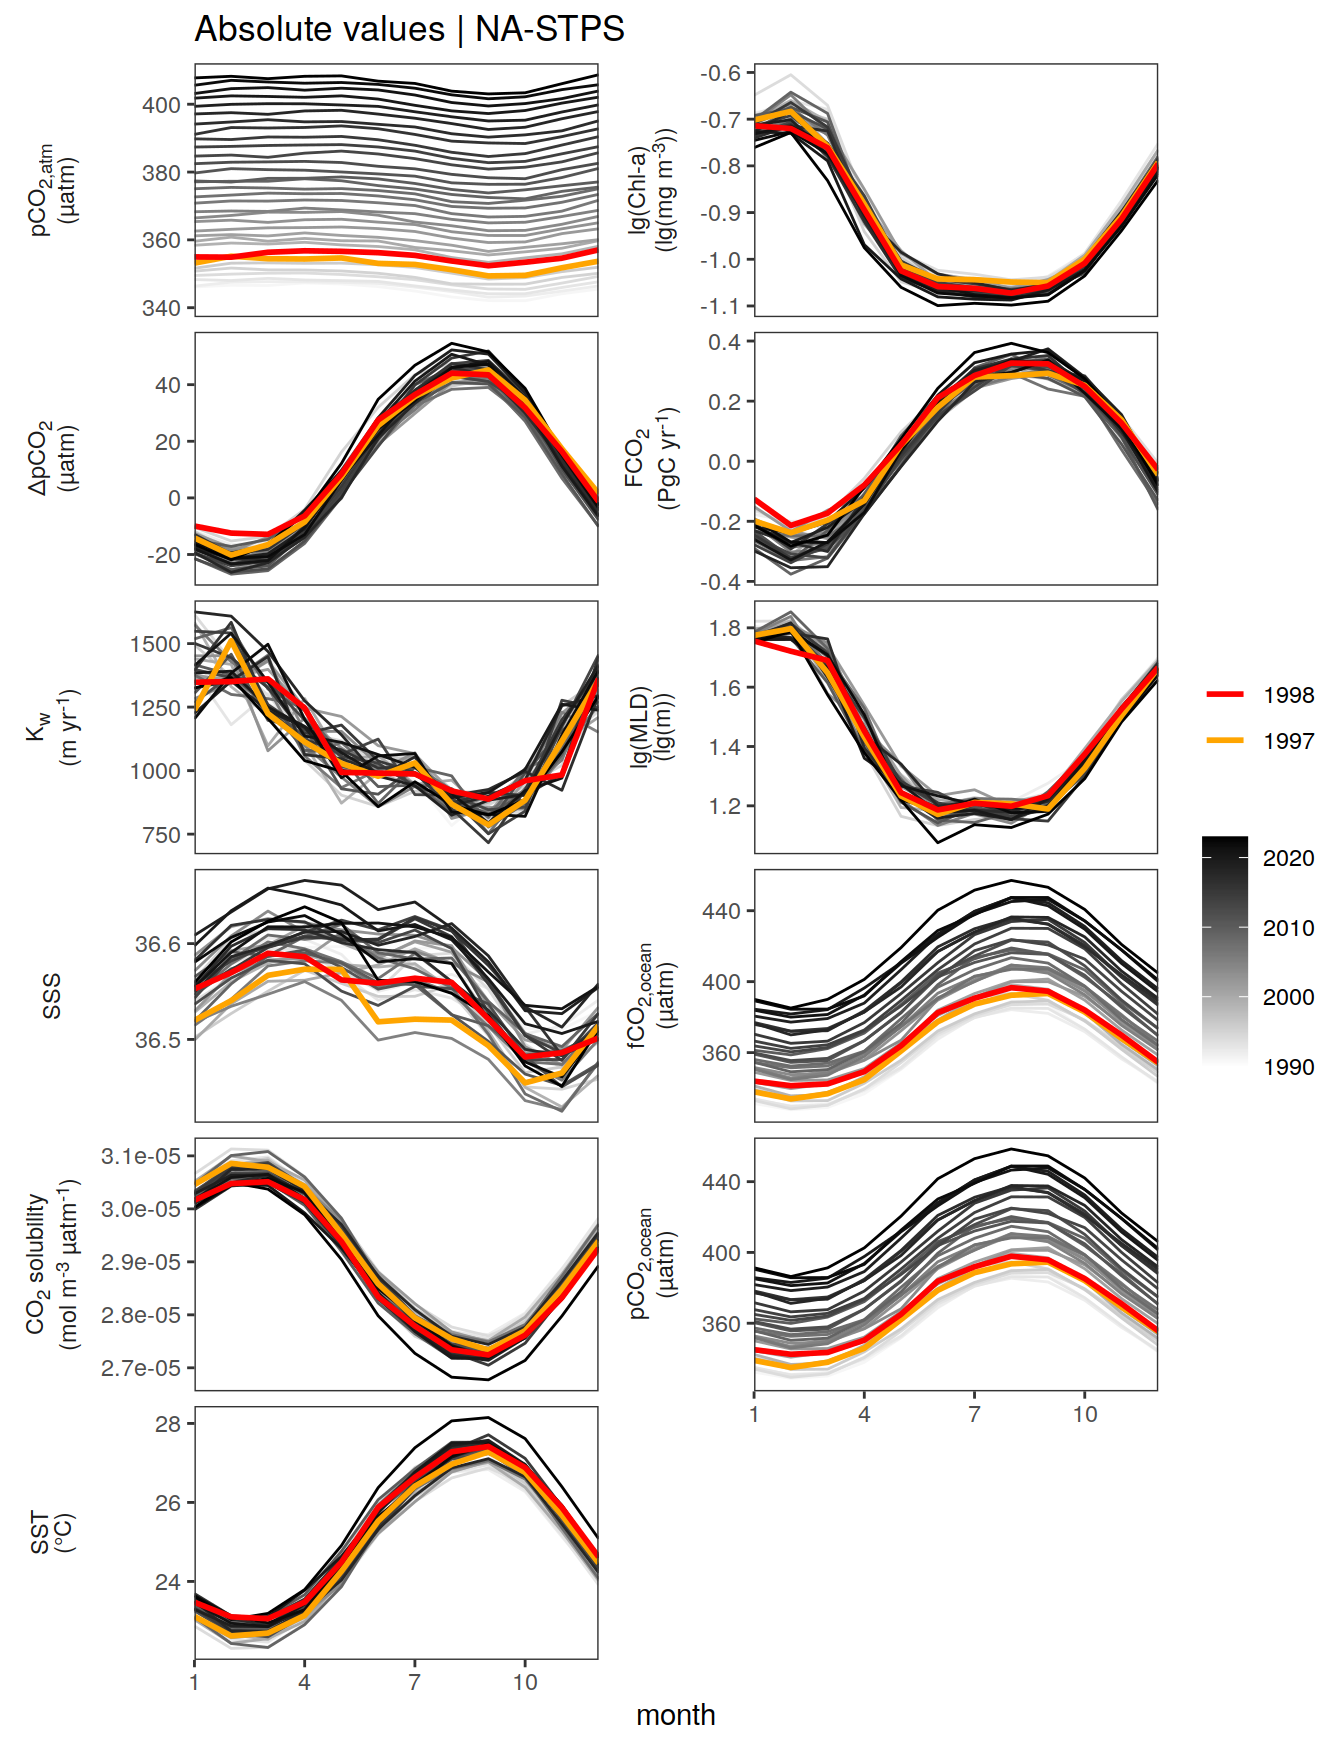 Absolute values | NA-STPS
pCO2,atm
(µatm)
400
380
360
340
lg(Chl-a)
(lg(mg m-3))
-0.6
-0.7
-0.8
-0.9
-1.0
-1.1
ΔpCO2
(µatm)
40
20
0
-20
FCO2
(PgC yr-1)
0.4
0.2
0.0
-0.2
-0.4
Kw
(m yr-1)
1500
1250
1000
750
lg(MLD)
(lg(m))
1.8
1.6
1.4
1.2
SSS
36.6
36.5
fCO2,ocean
(µatm)
440
400
360
CO2 solubility
(mol m-3 µatm-1)
3.1e-05
3.0e-05
2.9e-05
2.8e-05
2.7e-05
pCO2,ocean
(µatm)
440
400
360
1 4 7 10
SST
(°C)
28
26
24
1 4 7 10
month
1998
1997
2020
2010
2000
1990